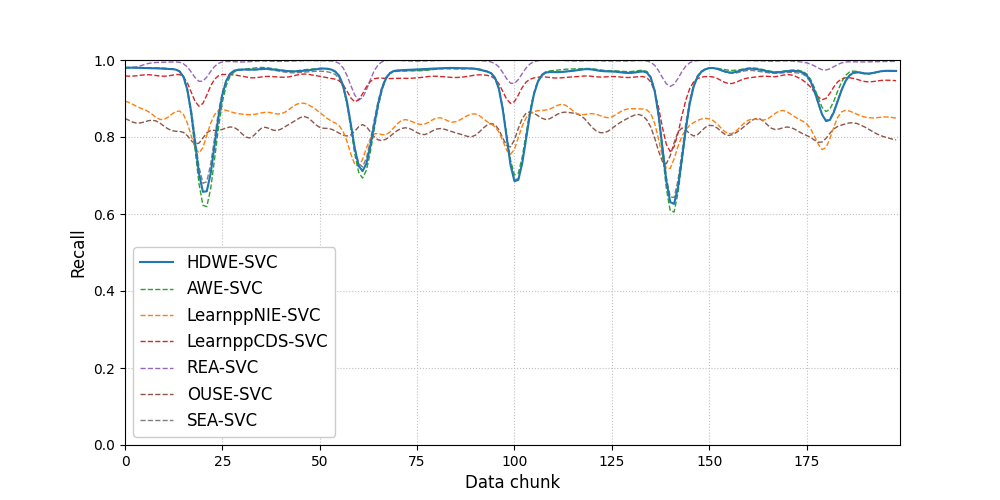 1.0
0.8
0.6
0.4
0.2
0.0
Recall
HDWE-SVC
AWE-SVC
LearnppNIE-SVC
LearnppCDS-SVC
REA-SVC
OUSE-SVC
SEA-SVC
0 25 50 75 100 125 150 175
Data chunk